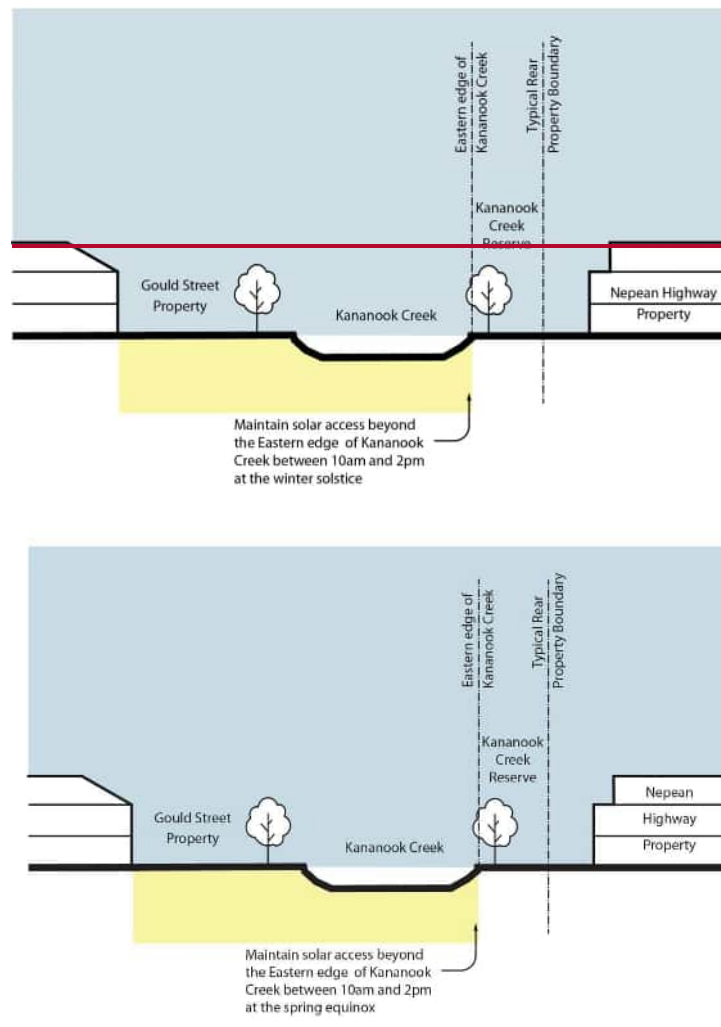 Eastern edge of
Kananook Creek
Typical Rear
Property Boundary
Kananook
Creek
Reserve
Gould Street
Property
Kananook Creek
Nepean Highway
Property
Maintain solar access beyond
the Eastern edge of Kananook
Creek between 10am and 2pm
at the winter solstice
Eastern edge of
Kananook Creek
Typical Rear
Property Boundary
Kananook
Creek
Reserve
Gould Street
Property
Kananook Creek
Nepean
Highway
Property
Maintain solar access beyond
the Eastern edge of Kananook
Creek between 10am and 2pm
at the spring equinox